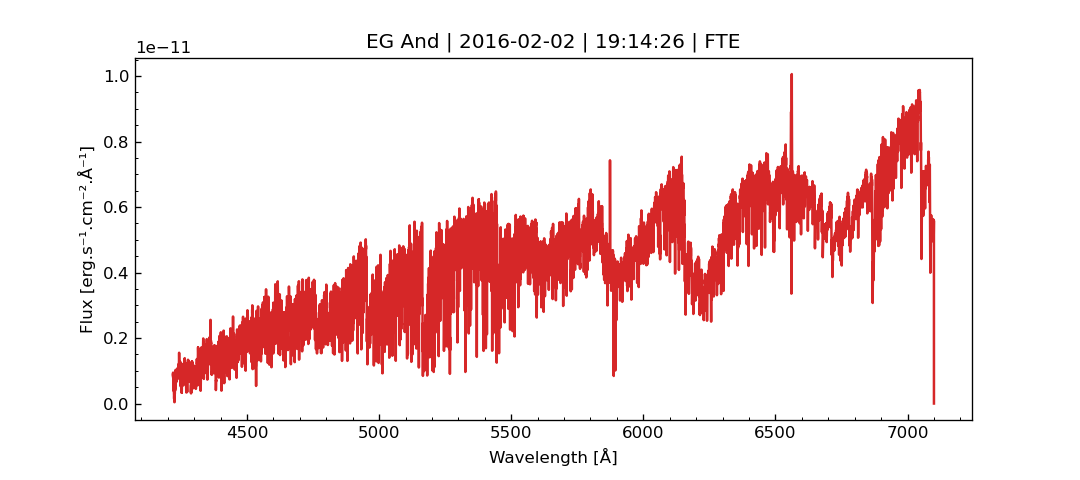 EG And | 2016-02-02 | 19:14:26 | FTE
1e−11
1.0
0.8
0.6
0.4
0.2
0.0
Flux [erg.s⁻¹.cm⁻².Å⁻¹]
4500 5000 5500 6000 6500 7000
Wavelength [Å]